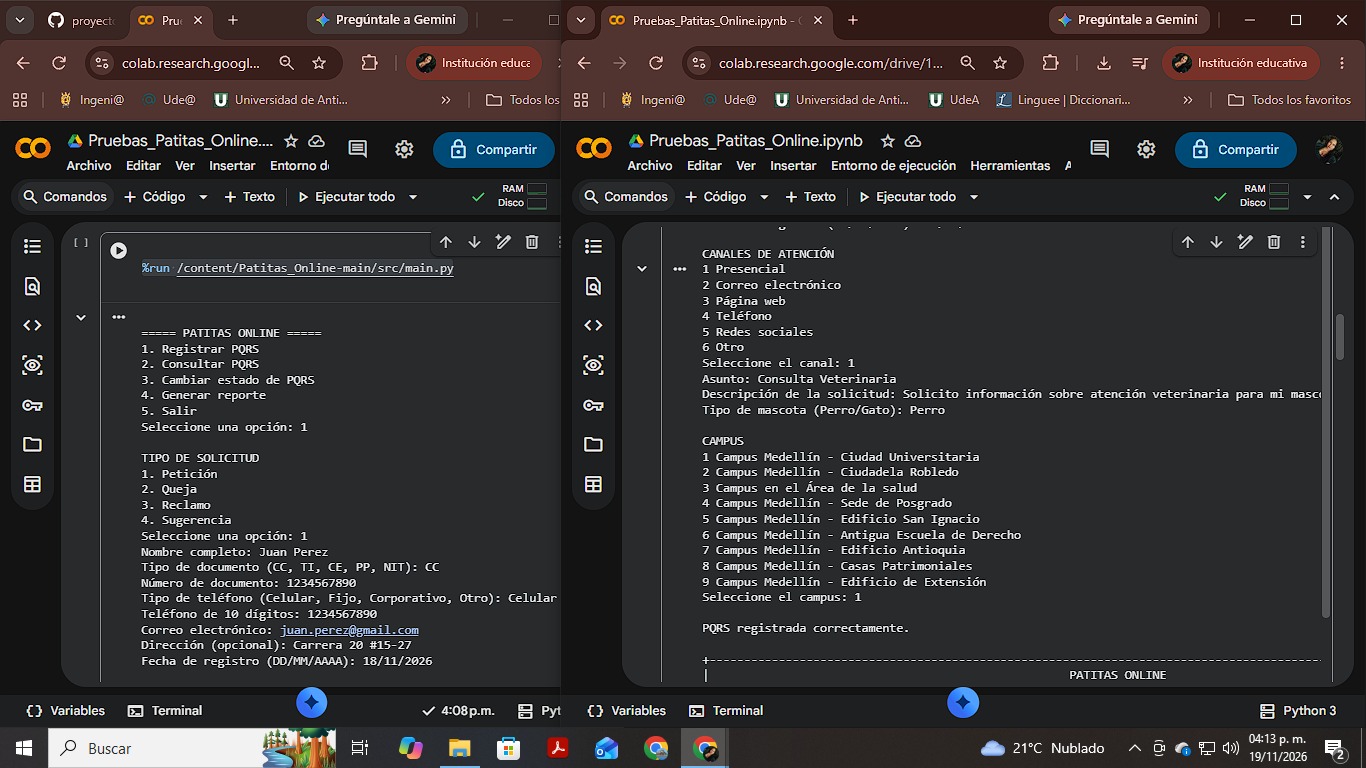 proyect
Pru
Pregúntale a Gemini
colab.research.googl...
Institución educa
Ingeni@
Ude@
Universidad de Anti...
»
Todos los
Pruebas_Patitas_Online....
Compartir
Archivo Editar Ver Insertar Entorno d
Comandos + Código + Texto Ejecutar todo
RAM
Disco
[ ]
%run /content/Patitas_Online-main/src/main.py
===== PATITAS ONLINE =====
1. Registrar PQRS
2. Consultar PQRS
3. Cambiar estado de PQRS
4. Generar reporte
5. Salir
Seleccione una opción: 1
TIPO DE SOLICITUD
1. Petición
2. Queja
3. Reclamo
4. Sugerencia
Seleccione una opción: 1
Nombre completo: Juan Perez
Tipo de documento (CC, TI, CE, PP, NIT): CC
Número de documento: 1234567890
Tipo de teléfono (Celular, Fijo, Corporativo, Otro): Celular
Teléfono de 10 dígitos: 1234567890
Correo electrónico: juan.perez@gmail.com
Dirección (opcional): Carrera 20 #15-27
Fecha de registro (DD/MM/AAAA): 18/11/2026
Variables Terminal 4:08 p.m. Pyt
Pruebas_Patitas_Online.ipynb - C
Pregúntale a Gemini
colab.research.google.com/drive/1...
Institución educativa
Ingeni@
Ude@
Universidad de Anti...
UdeA
Linguee | Diccionari...
»
Todos los favoritos
Pruebas_Patitas_Online.ipynb
Compartir
Archivo Editar Ver Insertar Entorno de ejecución Herramientas A
Comandos + Código + Texto Ejecutar todo
RAM
Disco
CANALES DE ATENCIÓN
1 Presencial
2 Correo electrónico
3 Página web
4 Teléfono
5 Redes sociales
6 Otro
Seleccione el canal: 1
Asunto: Consulta Veterinaria
Descripción de la solicitud: Solicito información sobre atención veterinaria para mi masc
Tipo de mascota (Perro/Gato): Perro
CAMPUS
1 Campus Medellín - Ciudad Universitaria
2 Campus Medellín - Ciudadela Robledo
3 Campus en el Área de la salud
4 Campus Medellín - Sede de Posgrado
5 Campus Medellín - Edificio San Ignacio
6 Campus Medellín - Antigua Escuela de Derecho
7 Campus Medellín - Edificio Antioquia
8 Campus Medellín - Casas Patrimoniales
9 Campus Medellín - Edificio de Extensión
Seleccione el campus: 1
PQRS registrada correctamente.
PATITAS ONLINE
Variables Terminal Python 3
Buscar
21°C Nublado
04:13 p. m.
19/11/2026
2